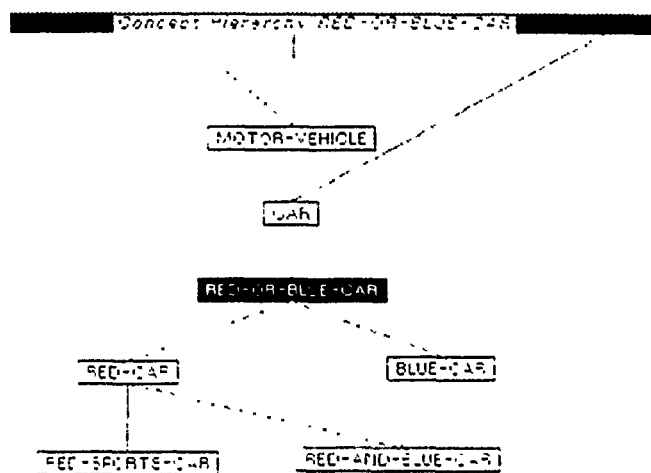 Concept Hierarchy RED-OR-BLUE-CAR
MOTOR-VEHICLE
CAR
RED-OR-BLUE-CAR
RED-CAR
BLUE-CAR
RED-SPORTS-CAR
RED-AND-BLUE-CAR